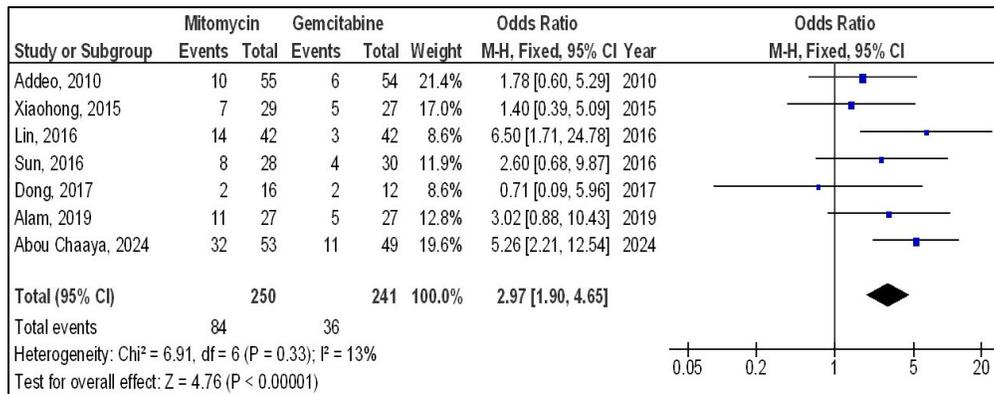 Mitomycin Gemcitabine Odds Ratio Odds Ratio
Study or Subgroup Events Total Events Total Weight M-H, Fixed, 95% CI Year M-H, Fixed, 95% CI
Addeo, 2010 10 55 6 54 21.4% 1.78 [0.60, 5.29] 2010
Xiaohong, 2015 7 29 5 27 17.0% 1.40 [0.39, 5.09] 2015
Lin, 2016 14 42 3 42 8.6% 6.50 [1.71, 24.78] 2016
Sun, 2016 8 28 4 30 11.9% 2.60 [0.68, 9.87] 2016
Dong, 2017 2 16 2 12 8.6% 0.71 [0.09, 5.96] 2017
Alam, 2019 11 27 5 27 12.8% 3.02 [0.88, 10.43] 2019
Abou Chaaya, 2024 32 53 11 49 19.6% 5.26 [2.21, 12.54] 2024
Total (95% CI) 250 241 100.0% 2.97 [1.90, 4.65]
Total events 84 36
Heterogeneity: Chi² = 6.91, df = 6 (P = 0.33); I² = 13%
Test for overall effect: Z = 4.76 (P < 0.00001)
0.05 0.2 1 5 20